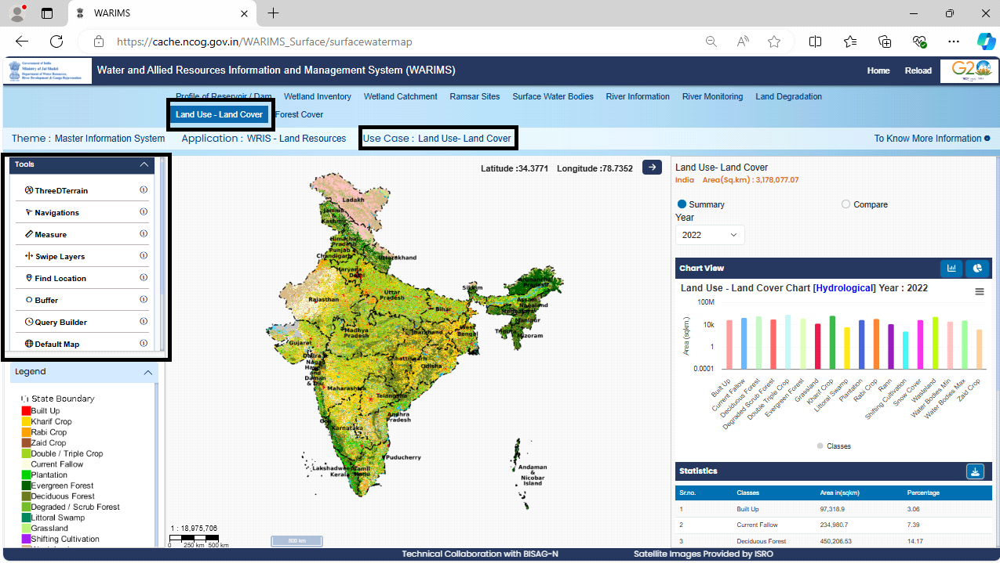 WARIMS
https://cache.ncog.gov.in/WARIMS_Surface/surfacewatermap
Government of India
Ministry of Jal Shakti
Department of Water Resources,
River Development & Ganga Rejuvenation
Water and Allied Resources Information and Management System (WARIMS)
Home Reload
G20
Profile of Reservoir / Dam Wetland Inventory Wetland Catchment Ramsar Sites Surface Water Bodies River Information River Monitoring Land Degradation
Land Use - Land Cover Forest Cover
Theme : Master Information System Application : WRIS - Land Resources Use Case : Land Use- Land Cover To Know More Information
Tools
ThreeDTerrain
Navigations
Measure
Swipe Layers
Find Location
Buffer
Query Builder
Default Map
Legend
State Boundary
Built Up
Kharif Crop
Rabi Crop
Zaid Crop
Double / Triple Crop
Current Fallow
Plantation
Evergreen Forest
Deciduous Forest
Degraded / Scrub Forest
Littoral Swamp
Grassland
Shifting Cultivation
Latitude :34.3771 Longitude :78.7352
Ladakh
Jammu
&
Kashmir
Himachal
Pradesh
Punjab
Chandigarh
Uttarakhand
Haryana
Delhi
Rajasthan
Uttar
Pradesh
Sikkim
Arunachal
Pradesh
Assam
Nagaland
Meghalaya
Manipur
Tripura
Mizoram
Bihar
Gujarat
Madhya
Pradesh
Jharkhand
West
Bengal
Dadra &
Nagar
Haveli
and
Daman
& Diu
Chhattisgarh
Odisha
Maharashtra
Telangana
Goa
Andhra
Pradesh
Karnataka
Puducherry
Lakshadweep
Kerala
Tamil
Nadu
Andaman
&
Nicobar
Island
1 : 18,975,706
0 250 km 500 km
500 km
Land Use- Land Cover
India Area(Sq.km) : 3,178,077.07
Summary Compare
Year
2022
Chart View
Land Use - Land Cover Chart [Hydrological] Year : 2022
Area (sqkm)
100M
10k
1
0.0001
Built Up
Current Fallow
Deciduous Forest
Degraded Scrub Forest
Double Triple Crop
Evergreen Forest
Grassland
Kharif Crop
Littoral Swamp
Plantation
Rabi Crop
Rann
Shifting Cultivation
Snow Cover
Wasteland
Water Bodies Min
Water Bodies Max
Zaid Crop
Classes
Statistics
Sr.no. Classes Area in(sqkm) Percentage
1 Built Up 97,318.9 3.06
2 Current Fallow 234,980.7 7.39
3 Deciduous Forest 450,206.53 14.17
Technical Collaboration with BISAG-N Satellite Images Provided by ISRO